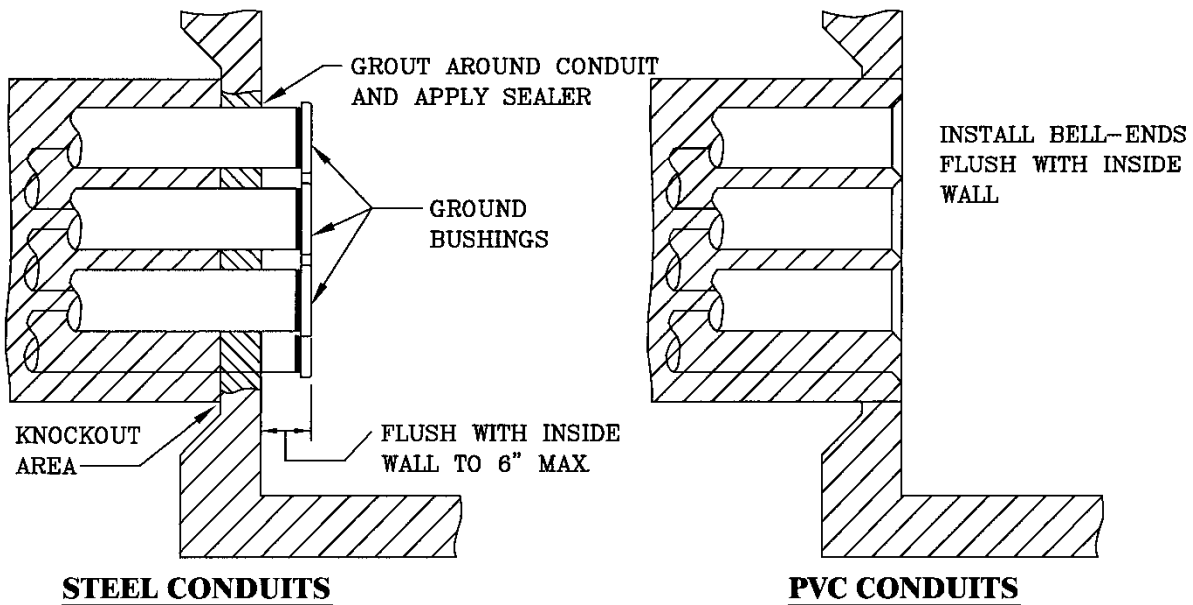 GROUT AROUND CONDUIT
AND APPLY SEALER
GROUND
BUSHINGS
KNOCKOUT
AREA
FLUSH WITH INSIDE
WALL TO 6" MAX
STEEL CONDUITS
INSTALL BELL-ENDS
FLUSH WITH INSIDE
WALL
PVC CONDUITS